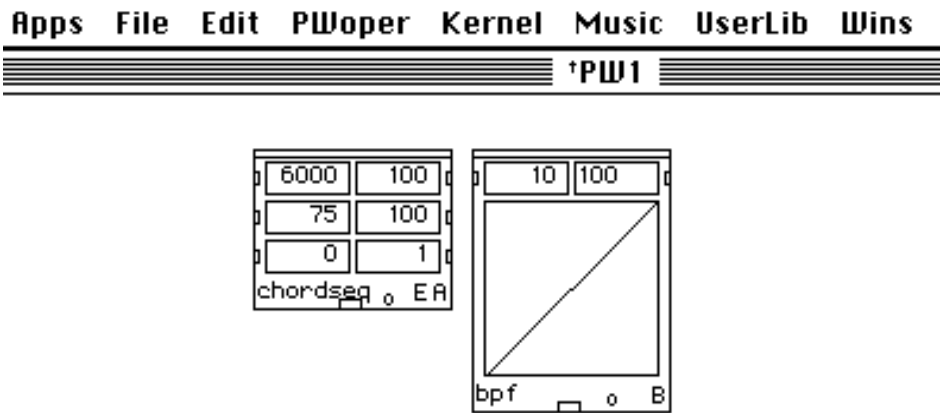 Apps File Edit PWoper Kernel Music UserLib Wins
†PW1
6000 100
75 100
0 1
chordseq o EA
10 100
bpf o B